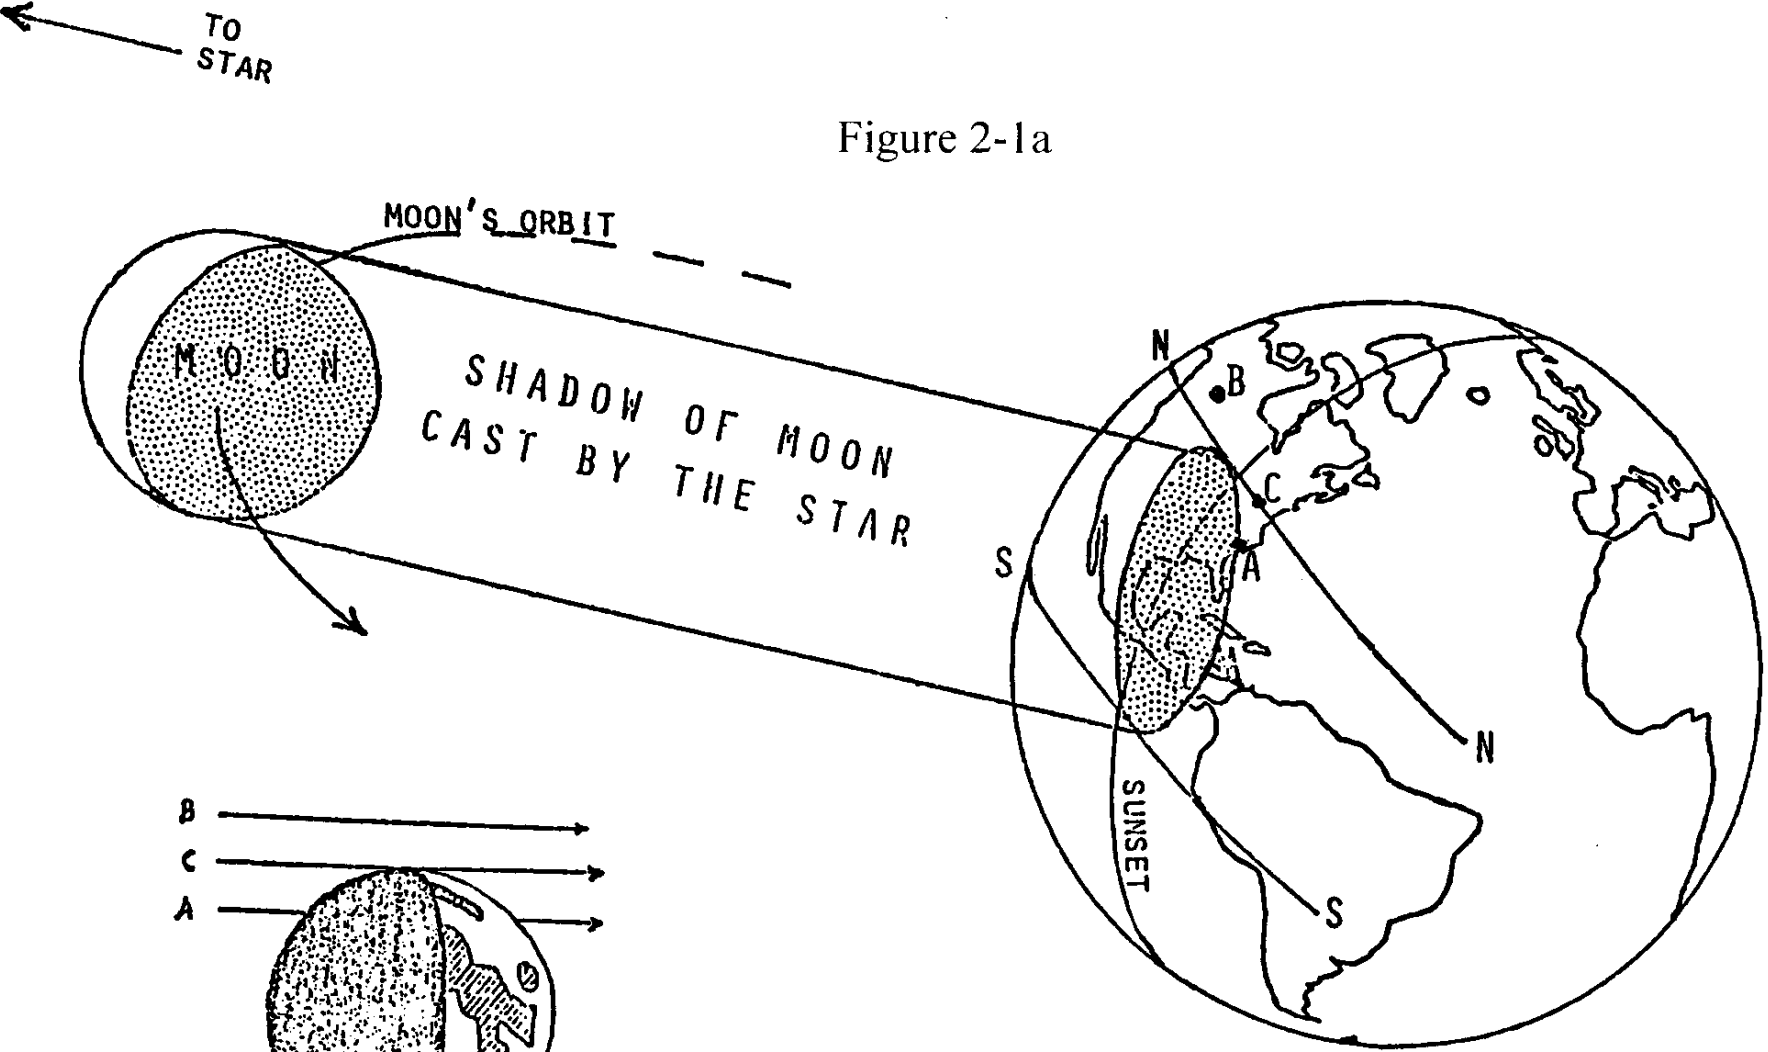 TO
STAR
Figure 2-1a
MOON'S ORBIT
MOON
SHADOW OF MOON
CAST BY THE STAR
N
B
C
S
A
N
SUNSET
S
B
C
A